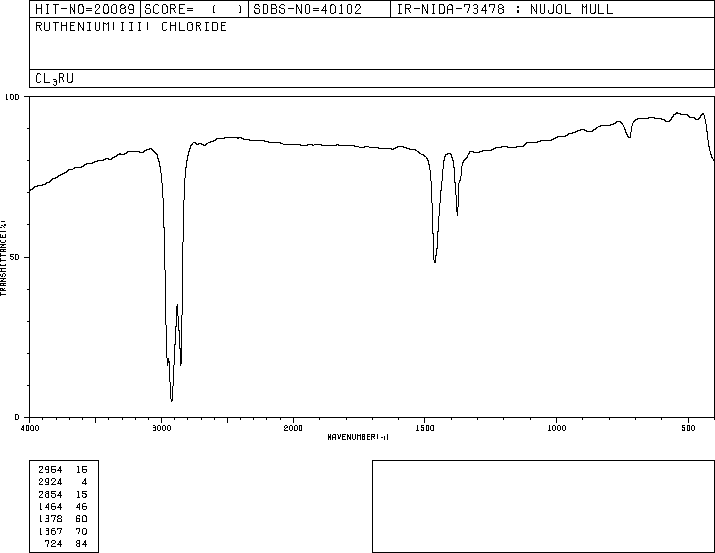 HIT-NO=20089 SCORE= ( ) SDBS-NO=40102 IR-NIDA-73478 : NUJOL MULL
RUTHENIUM(III) CHLORIDE
CL3RU
100
50
0
TRANSMITTANCE(%)
4000 3000 2000 1500 1000 500
WAVENUMBER(-1)
2964 16
2924 4
2854 15
1464 46
1378 60
1367 70
724 84